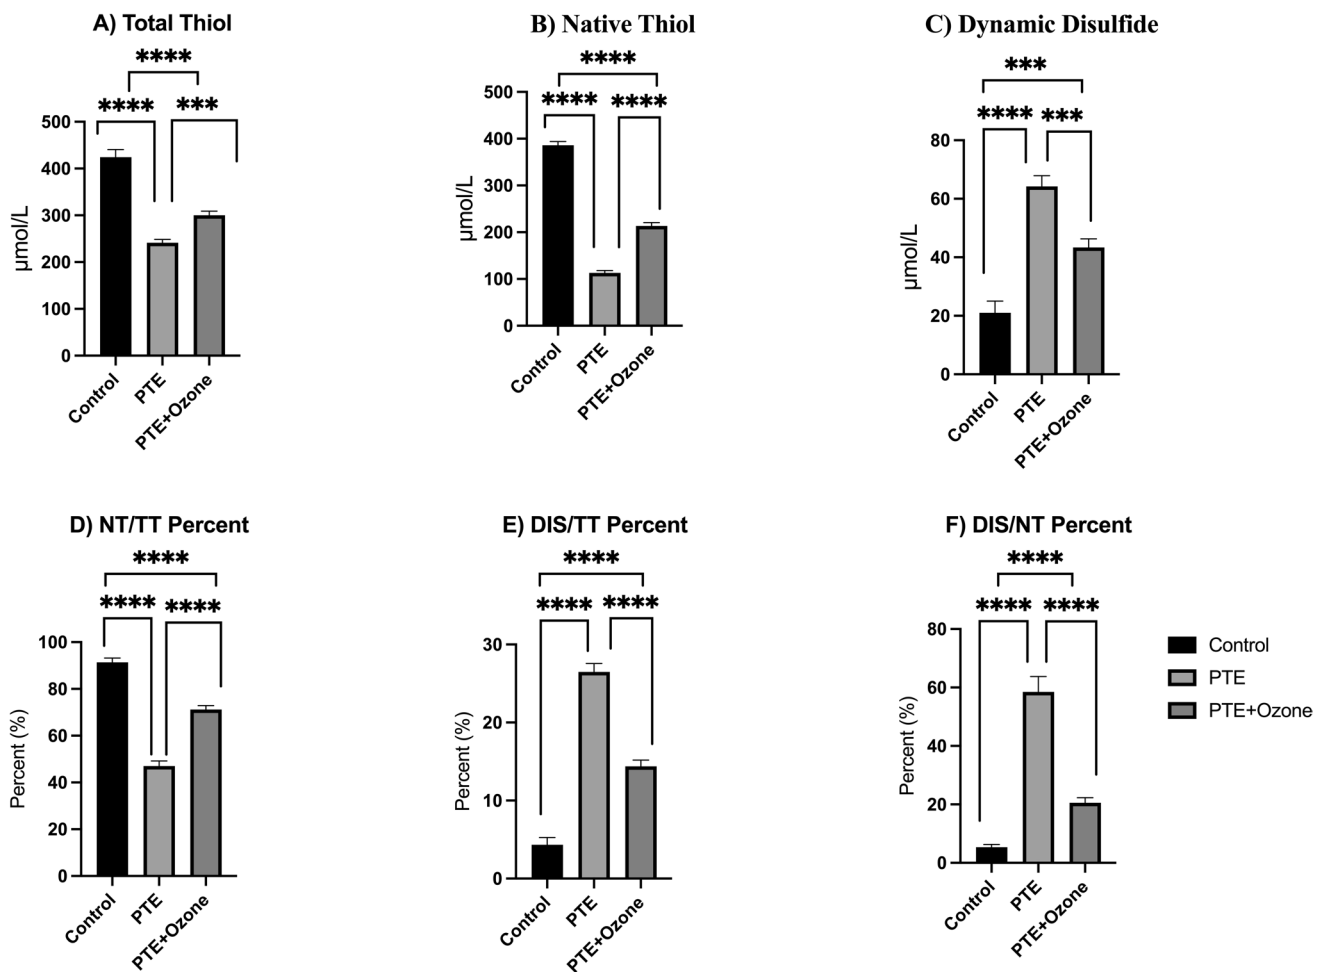 A) Total Thiol
****
****
***
µmol/L
500
400
300
200
100
0
Control
PTE
PTE+Ozone
B) Native Thiol
****
****
****
µmol/L
500
400
300
200
100
0
Control
PTE
PTE+Ozone
C) Dynamic Disulfide
***
****
***
µmol/L
80
60
40
20
0
Control
PTE
PTE+Ozone
D) NT/TT Percent
****
****
****
Percent (%)
100
80
60
40
20
0
Control
PTE
PTE+Ozone
E) DIS/TT Percent
****
****
****
Percent (%)
30
20
10
0
Control
PTE
PTE+Ozone
F) DIS/NT Percent
****
****
****
Percent (%)
80
60
40
20
0
Control
PTE
PTE+Ozone
Control
PTE
PTE+Ozone